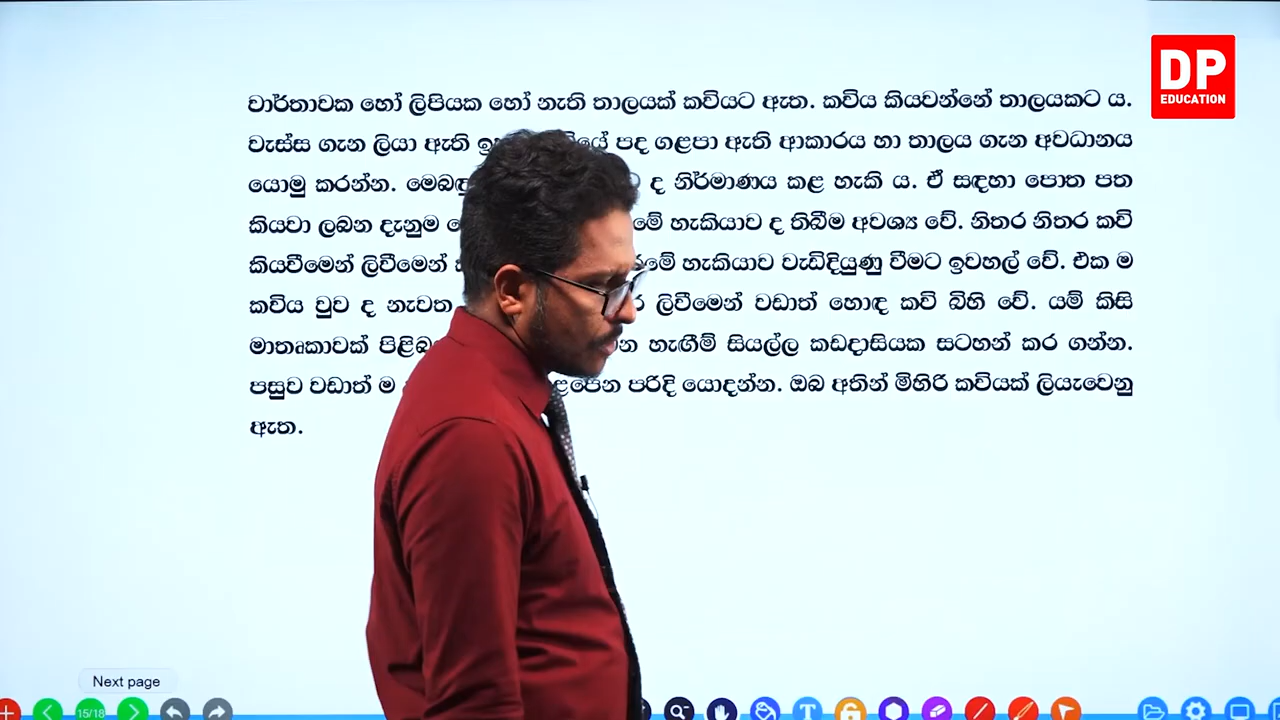 DP
EDUCATION
වාර්තාවක හෝ ලිපියක හෝ නැති තාලයක් කවියට ඇත. කවිය කියවන්නේ තාලයකට ය.
වැස්ස ගැන ලියා ඇති පද ගළපා ඇති ආකාරය හා තාලය ගැන අවධානය
යොමු කරන්න. ද නිර්මාණය කළ හැකි ය. ඒ සඳහා පොත පත
කියවා ලබන දැනුම මේ හැකියාව ද තිබීම අවශ්‍ය වේ. නිතර නිතර කවි
කියවීමෙන් ලිවීමෙන් හැකියාව වැඩිදියුණු වීමට ඉවහල් වේ. එක ම
කවිය වුව ද නැවත ලිවීමෙන් වඩාත් හොඳ කවි බිහි වේ. යම් කිසි
මාතෘකාවක් හැඟීම් සියල්ල කඩදාසියක සටහන් කර ගන්න.
පසුව වඩාත් ම පරිදි යොදන්න. ඔබ අතින් මිහිරි කවියක් ලියැවෙනු
ඇත.
Next page
15/18